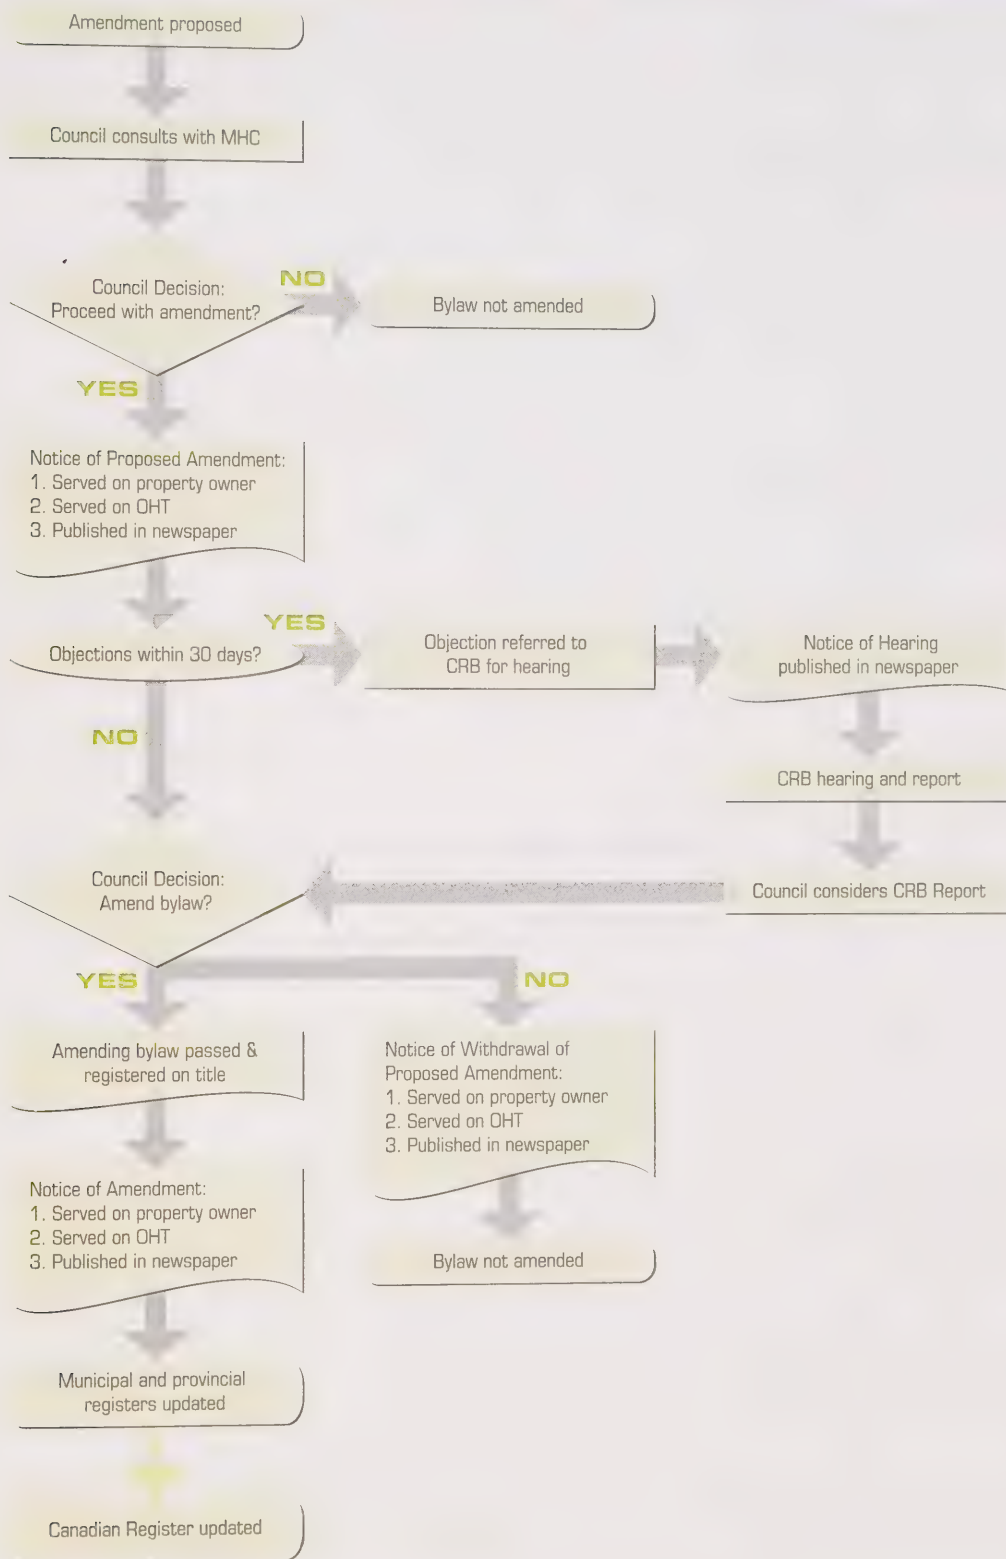 Amendment proposed
Council consults with MHC
Council Decision:
Proceed with amendment?
NO
Bylaw not amended
YES
Notice of Proposed Amendment:
1. Served on property owner
2. Served on OHT
3. Published in newspaper
Objections within 30 days?
YES
Objection referred to
CRB for hearing
Notice of Hearing
published in newspaper
NO
CRB hearing and report
Council considers CRB Report
Council Decision:
Amend bylaw?
YES
NO
Amending bylaw passed &
registered on title
Notice of Withdrawal of
Proposed Amendment:
1. Served on property owner
2. Served on OHT
3. Published in newspaper
Notice of Amendment:
1. Served on property owner
2. Served on OHT
3. Published in newspaper
Bylaw not amended
Municipal and provincial
registers updated
Canadian Register updated